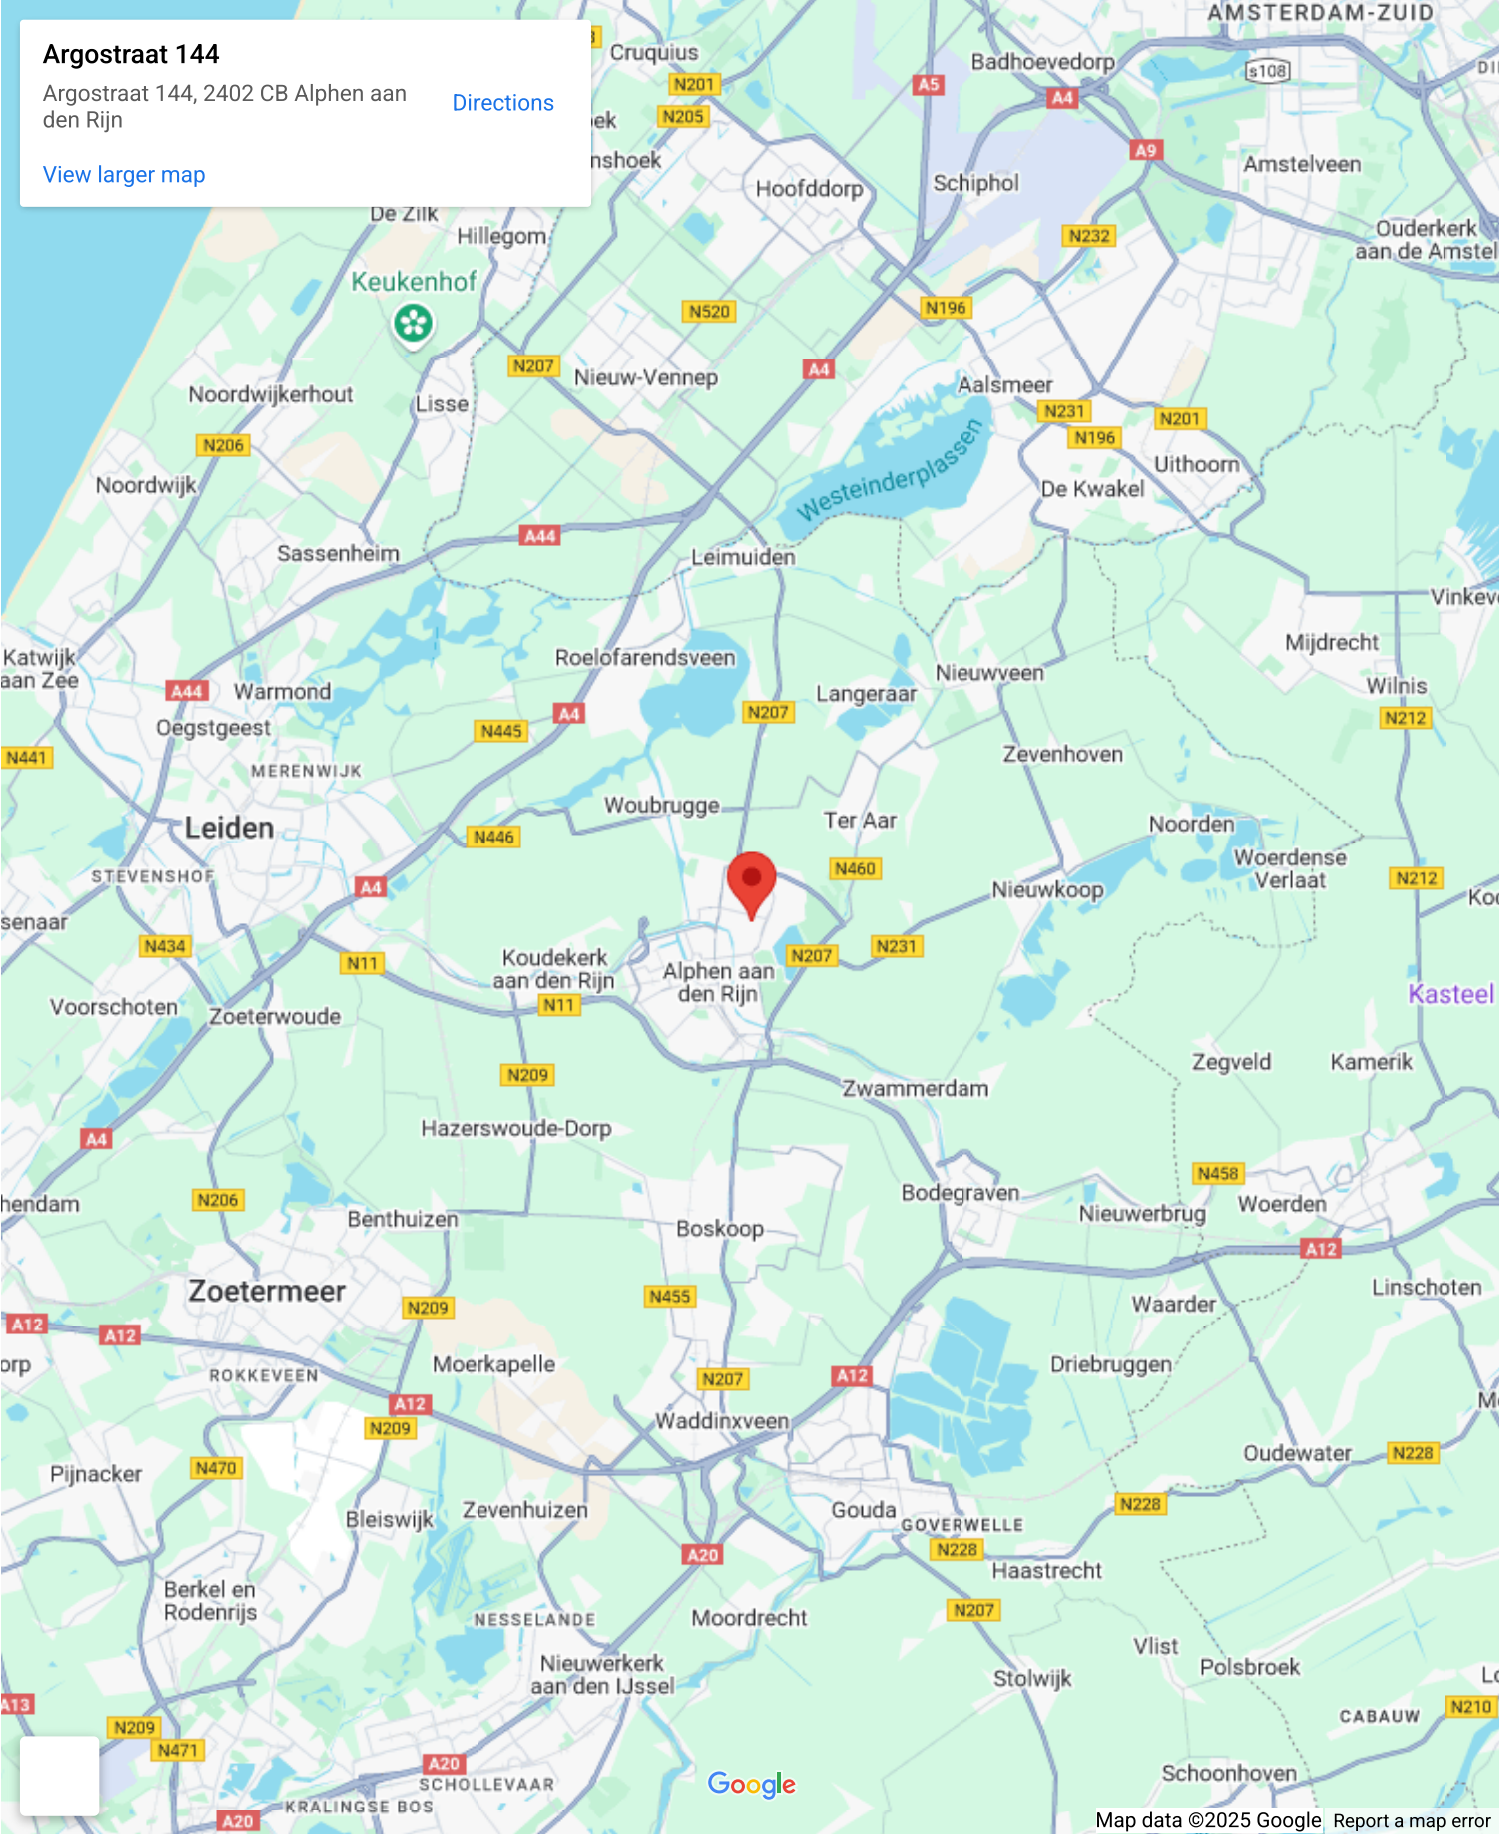 Argostraat 144
Argostraat 144, 2402 CB Alphen aan
den Rijn
Directions
View larger map
AMSTERDAM-ZUID
Cruquius
Badhoevedorp
s108
N201
A5
A4
N205
A9
nshoek
Hoofddorp
Schiphol
Amstelveen
De Zilk
Hillegom
N232
Ouderkerk
aan de Amstel
Keukenhof
N520
N196
N207
Nieuw-Vennep
A4
Aalsmeer
Noordwijkerhout
Lisse
N231
N201
N206
N196
Westeinderplassen
Uithoorn
Noordwijk
De Kwakel
A44
Sassenheim
Leimuiden
Vinkev
Katwijk
aan Zee
Roelofarendsveen
Mijdrecht
Nieuwveen
A44
Warmond
Langeraar
Wilnis
A4
N207
N212
Oegstgeest
N445
N441
MERENWIJK
Zevenhoven
Woubrugge
Leiden
N446
Ter Aar
Noorden
Woerdense
Verlaat
STEVENSHOF
A4
N460
N212
Nieuwkoop
Koc
senaar
N434
N11
Koudekerk
aan den Rijn
N207
N231
Alphen aan
den Rijn
Kasteel
Voorschoten
Zoeterwoude
N11
N209
Zegveld
Kamerik
Zwammerdam
A4
Hazerswoude-Dorp
N458
hendam
N206
Benthuizen
Bodegraven
Nieuwerbrug
Woerden
Boskoop
A12
Zoetermeer
N455
Linschoten
N209
Waarder
A12
A12
orp
ROKKEVEEN
Moerkapelle
N207
A12
Driebruggen
A12
N209
Waddinxveen
Pijnacker
N470
Oudewater
N228
Bleiswijk
Zevenhuizen
Gouda
GOVERWELLE
N228
N228
A20
Haastrecht
Berkel en
Rodenrijs
NESSELANDE
Moordrecht
N207
Vlist
Nieuwerkerk
aan den IJssel
Stolwijk
Polsbroek
A13
N209
N471
CABAUW
N210
A20
SCHOLLEVAAR
Google
Schoonhoven
KRALINGSE BOS
A20
Map data ©2025 Google
Report a map error